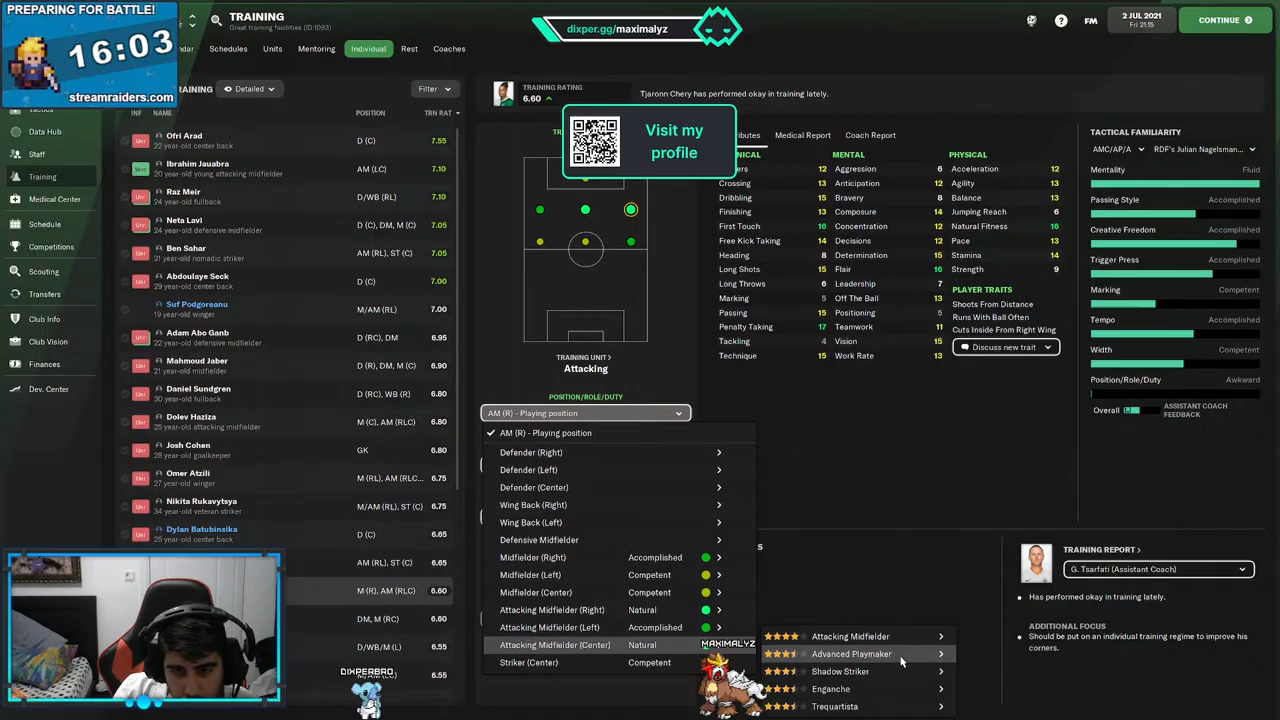 PREPARING FOR BATTLE!
16:03
streamraiders.com
TRAINING
Great training facilities (ID:1093)
dixper.gg/maximalyz
FM
2 JUL 2021
Fri 21:15
CONTINUE
Schedules
Units
Mentoring
Individual
Rest
Coaches
Data Hub
Staff
Training
Medical Center
Schedule
Competitions
Scouting
Transfers
Club Info
Club Vision
Finances
Dev. Center
Detailed
Filter
INF NAME POSITION TRN RAT
Unr Ofri Arad D (C) 7.55
22 year-old center back
Ibrahim Jauabra AM (LC) 7.10
20 year-old young attacking midfielder
Unr Raz Meir D/WB (RL) 7.10
24 year-old fullback
Unr Neta Lavi D (C), DM, M (C) 7.05
24 year-old defensive midfielder
Unr Ben Sahar AM (RL), ST (C) 7.05
31 year-old nomadic striker
Unr Abdoulaye Seck D (C) 7.00
29 year-old center back
Suf Podgoreanu M/AM (RL) 7.00
19 year-old winger
Unr Adam Abo Ganb D (RC), DM 6.95
22 year-old defensive midfielder
Unr Mahmoud Jaber D (R), DM, M (C) 6.90
21 year-old midfielder
Unr Daniel Sundgren D (RC), WB (R) 6.80
30 year-old fullback
Unr Dolev Haziza M (C), AM (RLC) 6.80
25 year-old attacking midfielder
Unr Josh Cohen GK 6.80
28 year-old goalkeeper
Unr Omer Atzili M (RL), AM (RLC... 6.75
27 year-old winger
Unr Nikita Rukavytsya M/AM (RL), ST (C) 6.75
34 year-old veteran striker
Unr Dylan Batubinsika D (C) 6.65
25 year-old center back
AM (RL), ST (C) 6.65
M (R), AM (RLC) 6.60
DM, M (RC) 6.60
D/WB/M (L) 6.60
6.55
TRAINING RATING
6.60
Tjaronn Chery has performed okay in training lately.
Visit my
profile
Medical Report
Coach Report
MENTAL
PHYSICAL
12
Crossing 13
Dribbling 15
Finishing 13
First Touch 16
Free Kick Taking 14
Heading 8
Long Shots 15
Long Throws 6
Marking 5
Passing 15
Penalty Taking 17
Tackling 4
Technique 15
Aggression 6
Anticipation 12
Bravery 8
Composure 14
Concentration 12
Decisions 12
Determination 15
Flair 16
Leadership 7
Off The Ball 13
Positioning 5
Teamwork 11
Vision 15
Work Rate 13
Acceleration 12
Agility 13
Balance 13
Jumping Reach 6
Natural Fitness 16
Pace 13
Stamina 14
Strength 9
PLAYER TRAITS
Shoots From Distance
Runs With Ball Often
Cuts Inside From Right Wing
Discuss new trait
TACTICAL FAMILIARITY
AMC/AP/A
RDF's Julian Nagelsman...
Mentality Fluid
Passing Style Accomplished
Creative Freedom Accomplished
Trigger Press Accomplished
Marking Competent
Tempo Accomplished
Width Competent
Position/Role/Duty Awkward
Overall
ASSISTANT COACH
FEEDBACK
TRAINING UNIT
Attacking
POSITION/ROLE/DUTY
AM (R) - Playing position
AM (R) - Playing position
Defender (Right)
Defender (Left)
Defender (Center)
Wing Back (Right)
Wing Back (Left)
Defensive Midfielder
Midfielder (Right) Accomplished
Midfielder (Left) Competent
Midfielder (Center) Competent
Attacking Midfielder (Right) Natural
Attacking Midfielder (Left) Accomplished
Attacking Midfielder (Center) Natural
Striker (Center) Competent
MAXIMALYZ
Attacking Midfielder
Advanced Playmaker
Shadow Striker
Enganche
Trequartista
TRAINING REPORT
G. Tsarfati (Assistant Coach)
Has performed okay in training lately.
ADDITIONAL FOCUS
Should be put on an individual training regime to improve his
corners.
DIXPERBRO